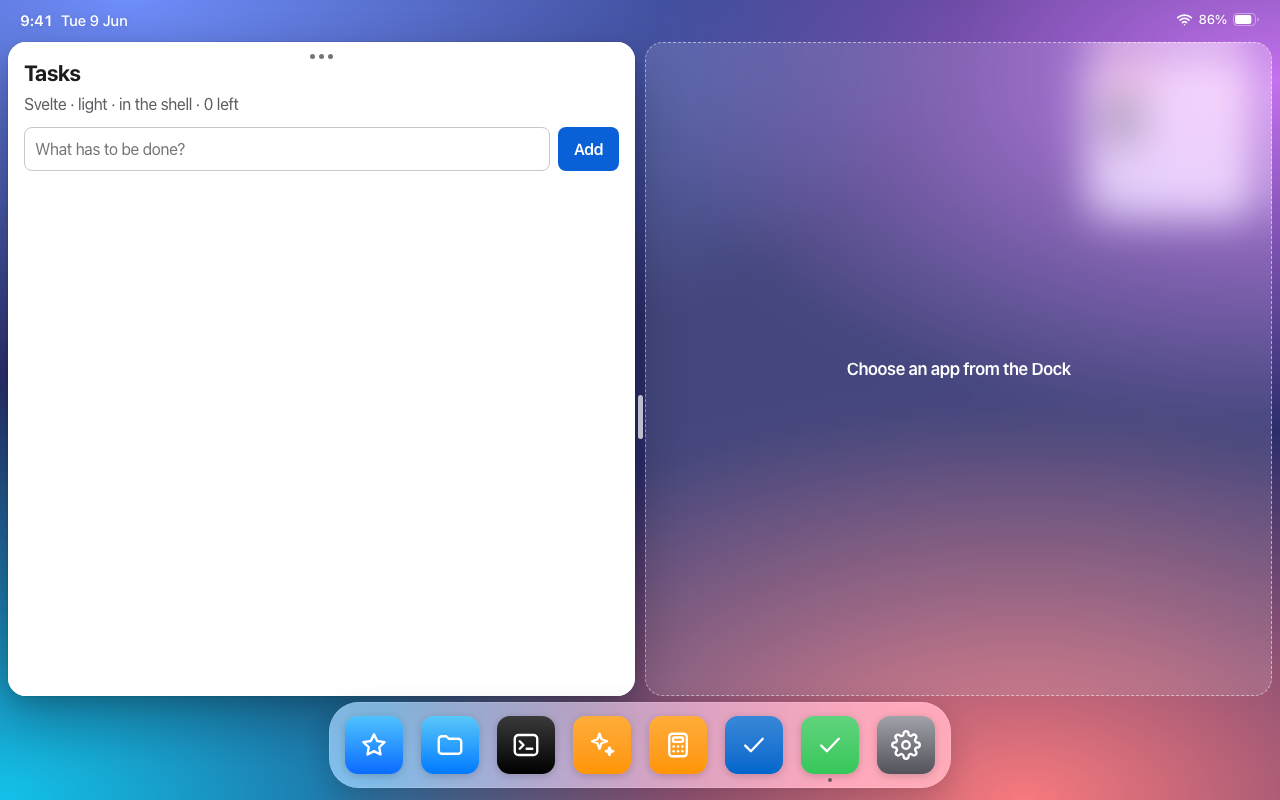 9:41 Tue 9 Jun
86%
Tasks
Svelte · light · in the shell · 0 left
What has to be done?
Add
Choose an app from the Dock